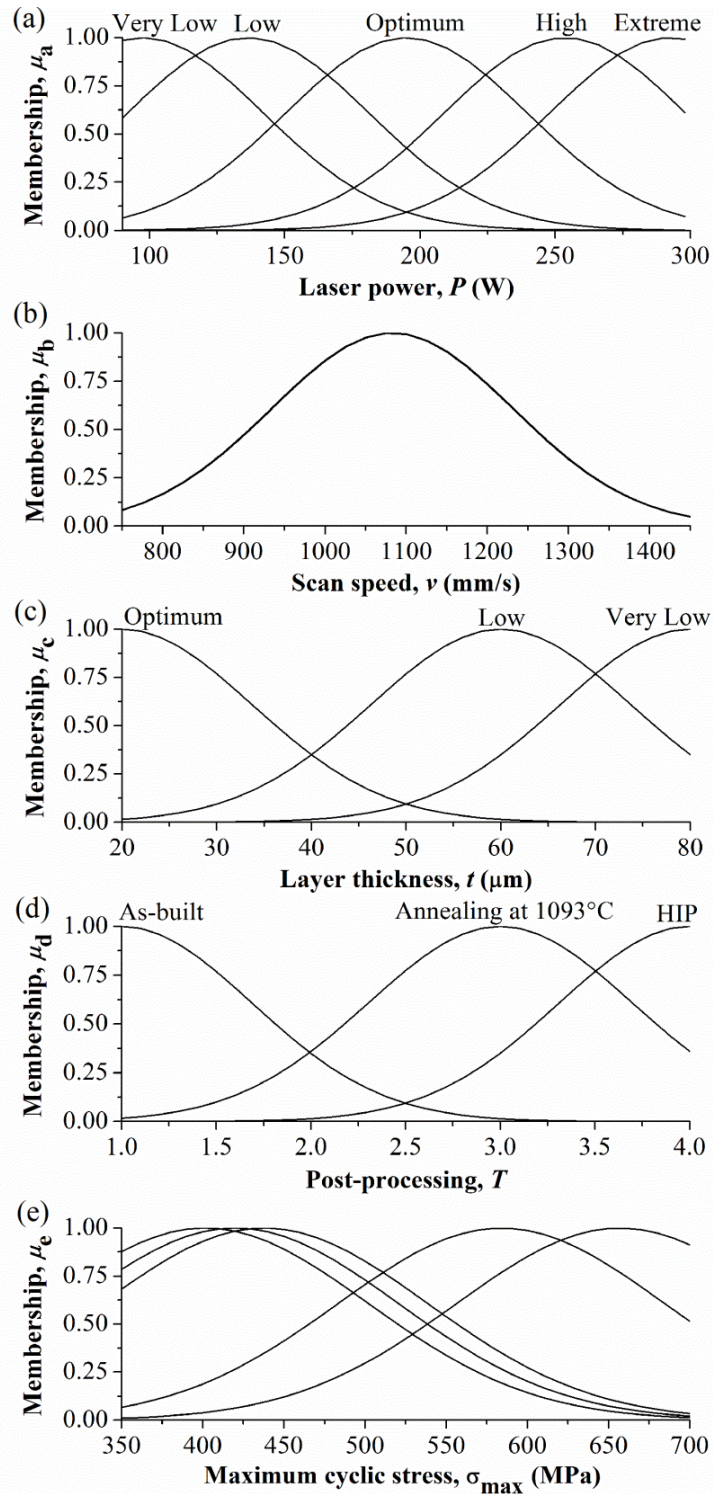 (a)
Very Low Low Optimum High Extreme
1.00
0.75
0.50
0.25
0.00
Membership, μa
100 150 200 250 300
Laser power, P (W)
(b)
1.00
0.75
0.50
0.25
0.00
Membership, μb
800 900 1000 1100 1200 1300 1400
Scan speed, v (mm/s)
(c)
Optimum Low Very Low
1.00
0.75
0.50
0.25
0.00
Membership, μc
20 30 40 50 60 70 80
Layer thickness, t (μm)
(d)
As-built Annealing at 1093°C HIP
1.00
0.75
0.50
0.25
0.00
Membership, μd
1.0 1.5 2.0 2.5 3.0 3.5 4.0
Post-processing, T
(e)
1.00
0.75
0.50
0.25
0.00
Membership, μe
350 400 450 500 550 600 650 700
Maximum cyclic stress, σmax (MPa)